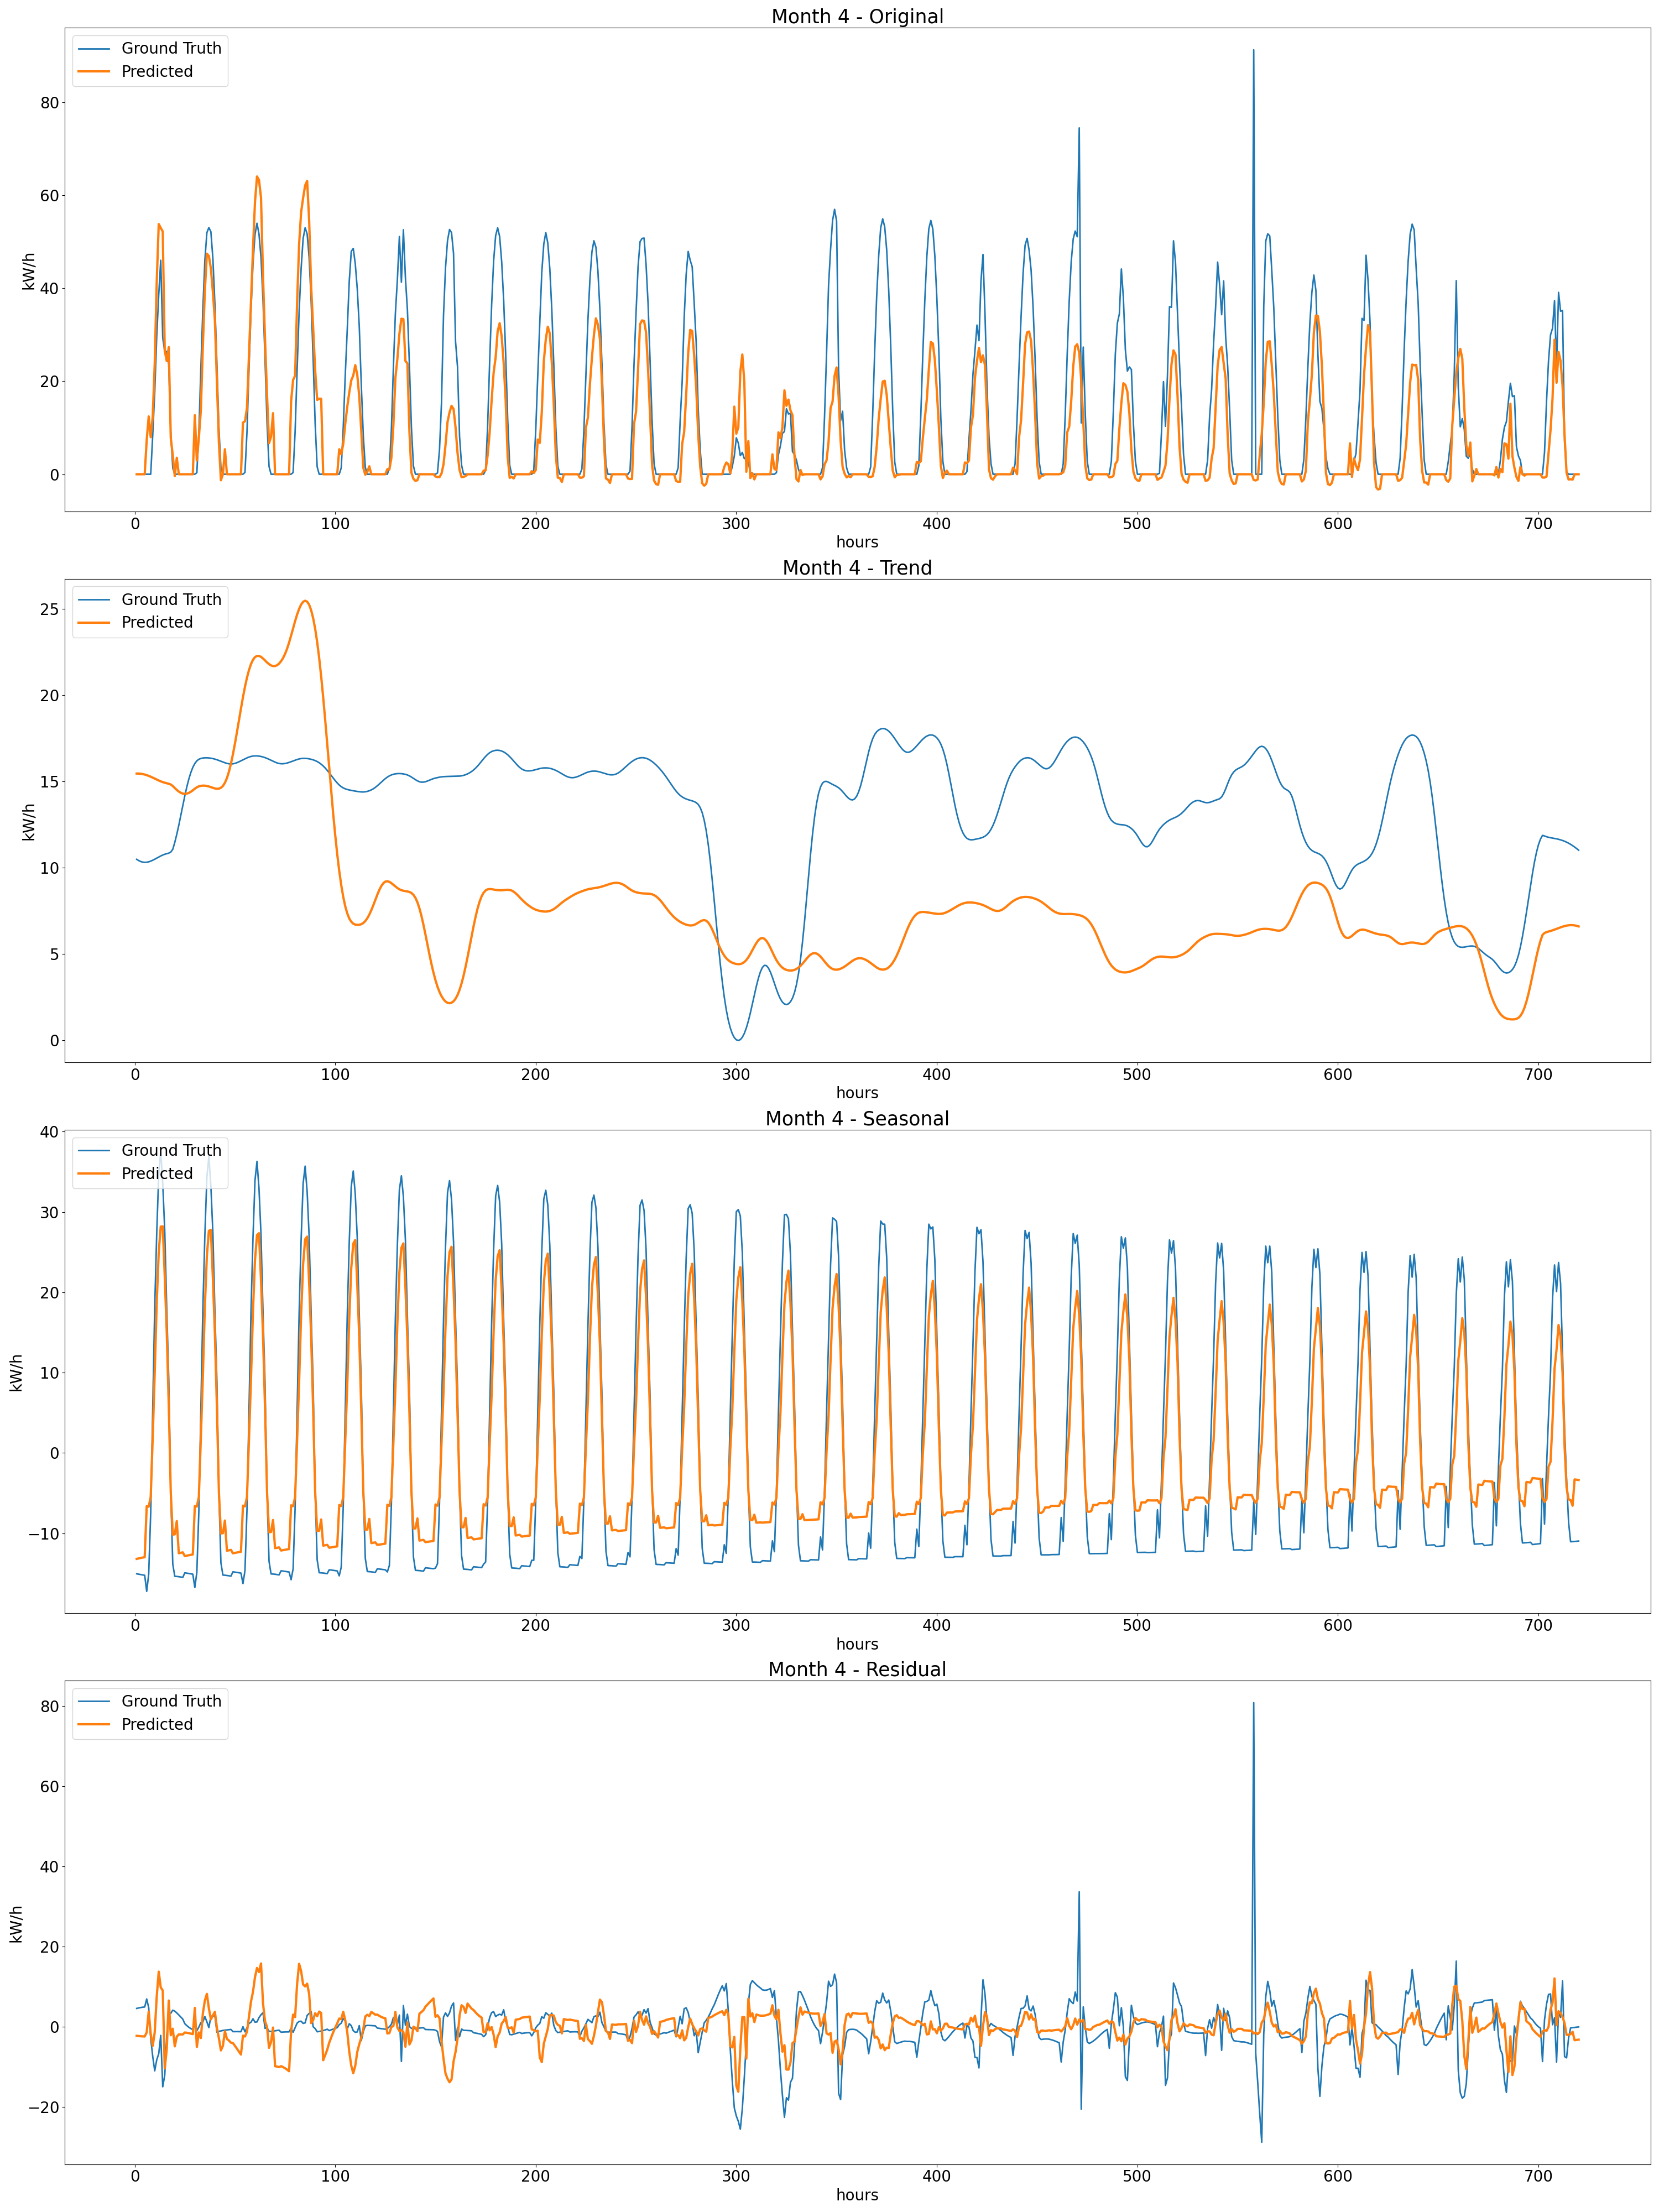 Month 4 - Original
Ground Truth
Predicted
kW/h
80
60
40
20
0
0 100 200 300 400 500 600 700
hours
Month 4 - Trend
Ground Truth
Predicted
kW/h
25
20
15
10
5
0
0 100 200 300 400 500 600 700
hours
Month 4 - Seasonal
Ground Truth
Predicted
kW/h
40
30
20
10
0
−10
0 100 200 300 400 500 600 700
hours
Month 4 - Residual
Ground Truth
Predicted
kW/h
80
60
40
20
0
−20
0 100 200 300 400 500 600 700
hours